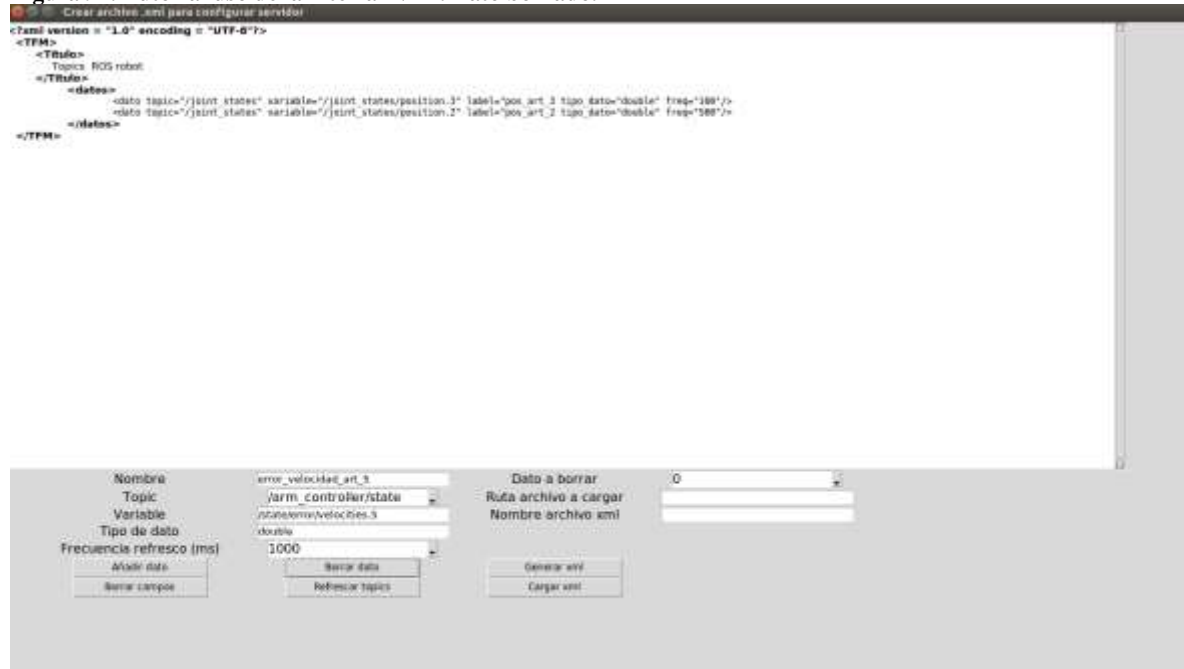 Crear archivo .xml para configurar servidor
<?xml version = "1.0" encoding = "UTF-8"?>
<TFM>
<Titulo>
Topics ROS robot
</Titulo>
<datos>
<dato topic="/joint_states" variable="/joint_states/position.3" label="pos_art_3 tipo_dato="double" freq="100"/>
<dato topic="/joint_states" variable="/joint_states/position.2" label="pos_art_2 tipo_dato="double" freq="500"/>
</datos>
</TFM>
Nombre error_velocidad_art_3 Dato a borrar 0
Topic /arm_controller/state Ruta archivo a cargar
Variable /state/error/velocities.3 Nombre archivo xml
Tipo de dato double
Frecuencia refresco (ms) 1000
Añadir dato Borrar dato Generar xml
Borrar campos Refrescar topics Cargar xml